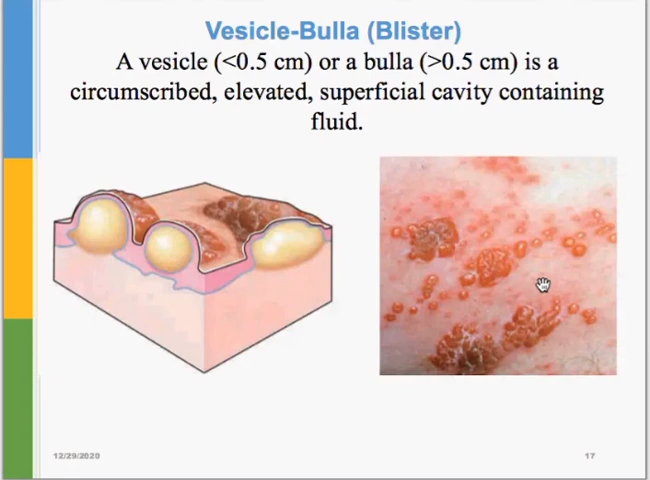 Vesicle-Bulla (Blister)
A vesicle (<0.5 cm) or a bulla (>0.5 cm) is a
circumscribed, elevated, superficial cavity containing
fluid.
12/29/2020
17